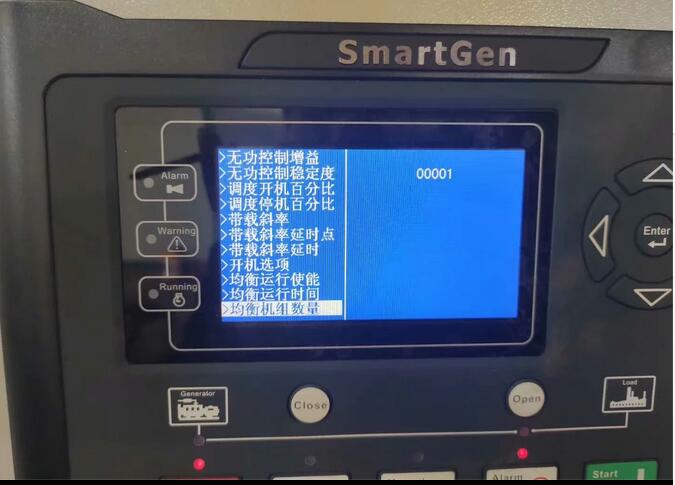 SmartGen
Alarm
Warning
Running
>无功控制增益
>无功控制稳定度
>调度开机百分比
>调度停机百分比
>带载斜率
>带载斜率延时点
>带载斜率延时
>开机选项
>均衡运行使能
>均衡运行时间
>均衡机组数量
00001
Enter
Generator
Close
Open
Load
Alarm
Start